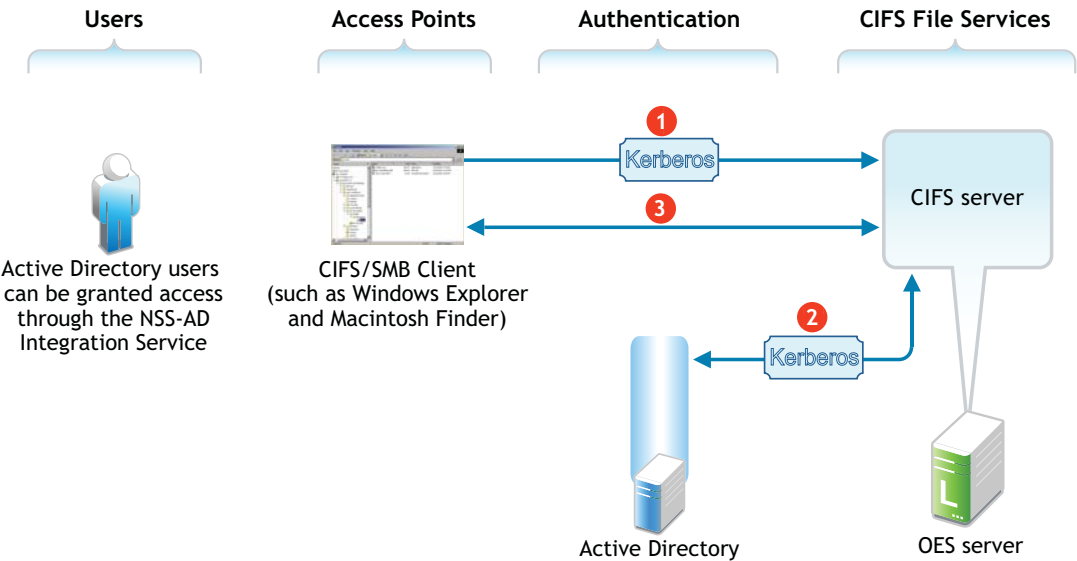 Users
Access Points
Authentication
CIFS File Services
1
Kerberos
3
CIFS server
Active Directory users
can be granted access
through the NSS-AD
Integration Service
CIFS/SMB Client
(such as Windows Explorer
and Macintosh Finder)
2
Kerberos
L
Active Directory
OES server